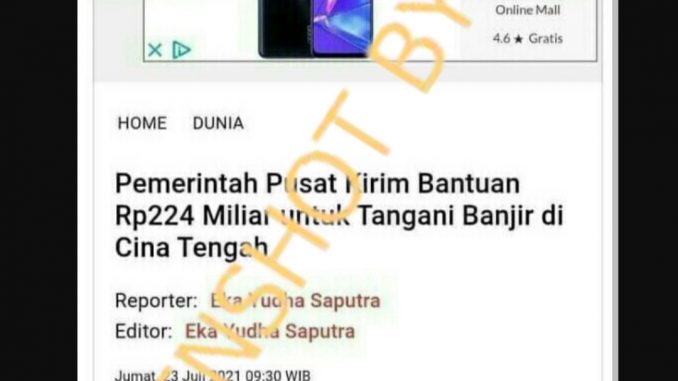 Online Mall
4.6 ★ Gratis
HOME DUNIA
Pemerintah Pusat Kirim Bantuan
Rp224 Miliar untuk Tangani Banjir di
Cina Tengah
Reporter: Eka Yudha Saputra
Editor: Eka Yudha Saputra
Jumat, 23 Juli 2021 09:30 WIB
ENSHOT BY